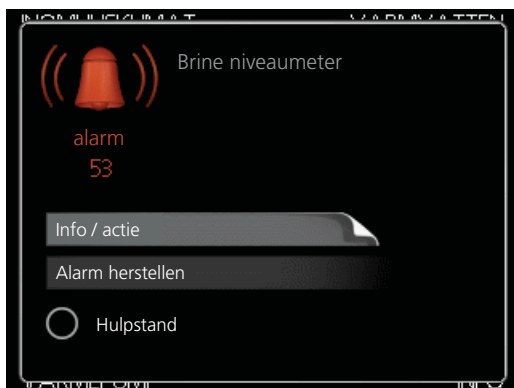 Brine niveaumeter
alarm
53
Info / actie
Alarm herstellen
Hulpstand